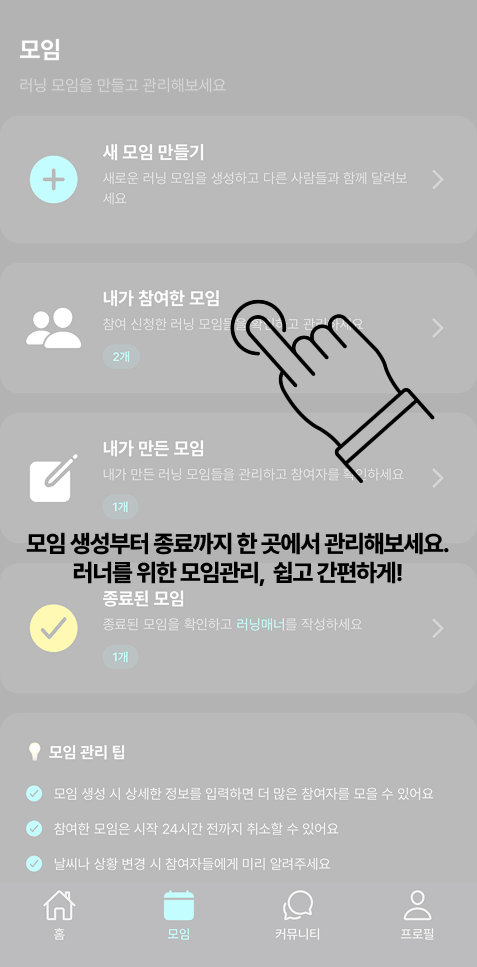 모임
러닝 모임을 만들고 관리해보세요
새 모임 만들기
새로운 러닝 모임을 생성하고 다른 사람들과 함께 달려보
세요
내가 참여한 모임
참여 신청한 러닝 모임들을 확인하고 관리하세요
2개
내가 만든 모임
내가 만든 러닝 모임들을 관리하고 참여자를 확인하세요
1개
모임 생성부터 종료까지 한 곳에서 관리해보세요.
러너를 위한 모임관리, 쉽고 간편하게!
종료된 모임
종료된 모임을 확인하고 러닝매너를 작성하세요
1개
모임 관리 팁
모임 생성 시 상세한 정보를 입력하면 더 많은 참여자를 모을 수 있어요
참여한 모임은 시작 24시간 전까지 취소할 수 있어요
날씨나 상황 변경 시 참여자들에게 미리 알려주세요
홈 모임 커뮤니티 프로필